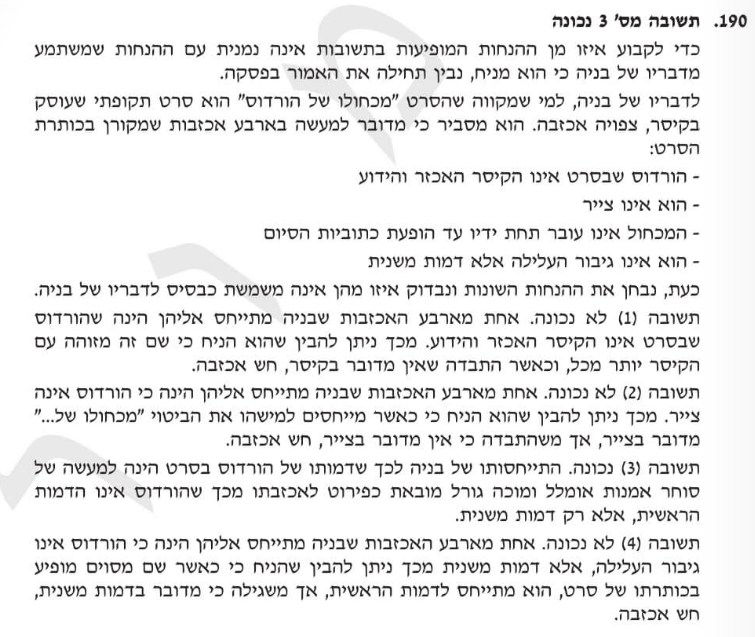 190. תשובה מס' 3 נכונה
כדי לקבוע איזו מן ההנחות המופיעות בתשובות אינה נמנית עם ההנחות שמשתמע
מדבריו של בניה כי הוא מניח, נבין תחילה את האמור בפסקה.
לדבריו של בניה, למי שמקווה שהסרט "מכחולו של הורדוס" הוא סרט תקופתי שעוסק
בקיסר, צפויה אכזבה. הוא מסביר כי מדובר למעשה בארבע אכזבות שמקורן בכותרת
הסרט:
- הורדוס שבסרט אינו הקיסר האכזר והידוע
- הוא אינו צייר
- המכחול אינו עובר תחת ידיו עד הופעת כתוביות הסיום
- הוא אינו גיבור העלילה אלא דמות משנית
כעת, נבחן את ההנחות השונות ונבדוק איזו מהן אינה משמשת כבסיס לדבריו של בניה.
תשובה (1) לא נכונה. אחת מארבע האכזבות שבניה מתייחס אליהן הינה שהורדוס
שבסרט אינו הקיסר האכזר והידוע. מכך ניתן להבין שהוא הניח כי שם זה מזוהה עם
הקיסר יותר מכל, וכאשר התבדה שאין מדובר בקיסר, חש אכזבה.
תשובה (2) לא נכונה. אחת מארבע האכזבות שבניה מתייחס אליהן הינה כי הורדוס אינה
צייר. מכך ניתן להבין שהוא הניח כי כאשר מייחסים למישהו את הביטוי "מכחולו של..."
מדובר בצייר, אך משהתבדה כי אין מדובר בצייר, חש אכזבה.
תשובה (3) נכונה. התייחסותו של בניה לכך שדמותו של הורדוס בסרט הינה למעשה של
סוחר אמנות אומלל ומוכה גורל מובאת כפירוט לאכזבתו מכך שהורדוס אינו הדמות
הראשית, אלא רק דמות משנית.
תשובה (4) לא נכונה. אחת מארבע האכזבות שבניה מתייחס אליהן הינה כי הורדוס אינו
גיבור העלילה, אלא דמות משנית מכך ניתן להבין שהניח כי כאשר שם מסוים מופיע
בכותרתו של סרט, הוא מתייחס לדמות הראשית, אך משגילה כי מדובר בדמות משנית,
חש אכזבה.